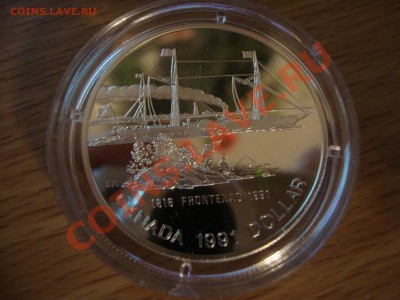 COINS.LAVE.RU
COINS.LAVE.RU
1816 FRONTENAC 1991
CANADA 1991 DOLLAR